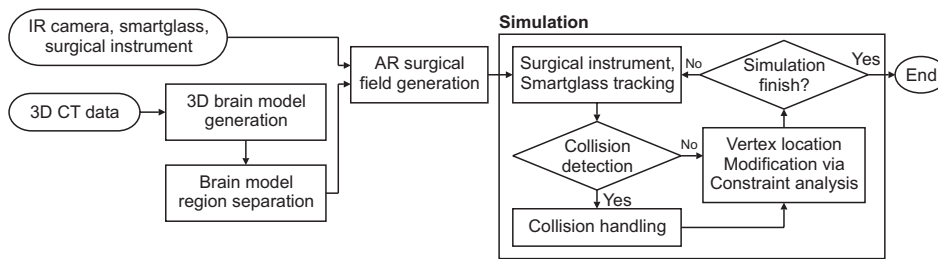 Simulation
IR camera, smartglass,
surgical instrument
3D CT data
3D brain model
generation
Brain model
region separation
AR surgical
field generation
Surgical instrument,
Smartglass tracking
Collision
detection
Yes
Collision handling
No
Vertex location
Modification via
Constraint analysis
No
Simulation
finish?
Yes
End